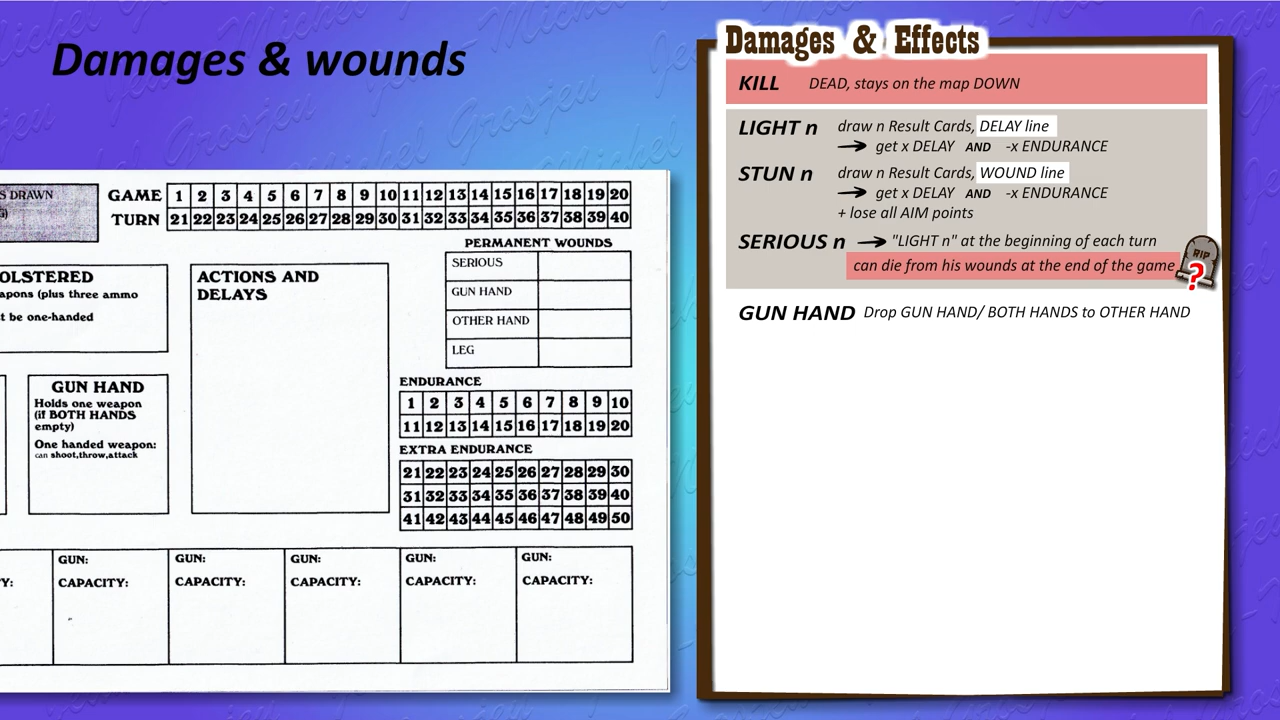 Damages & wounds
S DRAWN
GAME 1 2 3 4 5 6 7 8 9 10 11 12 13 14 15 16 17 18 19 20
TURN 21 22 23 24 25 26 27 28 29 30 31 32 33 34 35 36 37 38 39 40
PERMANENT WOUNDS
SERIOUS
GUN HAND
OTHER HAND
LEG
OLSTERED
apons (plus three ammo
t be one-handed
ACTIONS AND
DELAYS
GUN HAND
Holds one weapon
(if BOTH HANDS
empty)
One handed weapon:
can shoot,throw,attack
ENDURANCE
1 2 3 4 5 6 7 8 9 10
11 12 13 14 15 16 17 18 19 20
EXTRA ENDURANCE
21 22 23 24 25 26 27 28 29 30
31 32 33 34 35 36 37 38 39 40
41 42 43 44 45 46 47 48 49 50
GUN: GUN: GUN: GUN: GUN:
Y: CAPACITY: CAPACITY: CAPACITY: CAPACITY: CAPACITY:
Damages & Effects
KILL DEAD, stays on the map DOWN
LIGHT n draw n Result Cards, DELAY line
→ get x DELAY AND -x ENDURANCE
STUN n draw n Result Cards, WOUND line
→ get x DELAY AND -x ENDURANCE
+ lose all AIM points
SERIOUS n → "LIGHT n" at the beginning of each turn
can die from his wounds at the end of the game
RIP
?
GUN HAND Drop GUN HAND/ BOTH HANDS to OTHER HAND